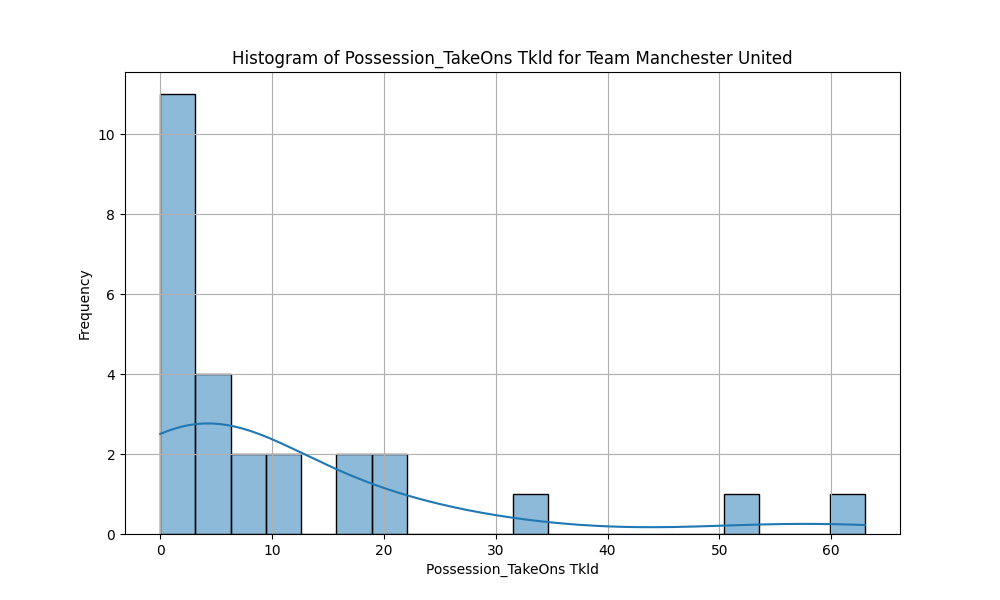 Histogram of Possession_TakeOns Tkld for Team Manchester United
10
8
6
4
2
0
Frequency
0 10 20 30 40 50 60
Possession_TakeOns Tkld